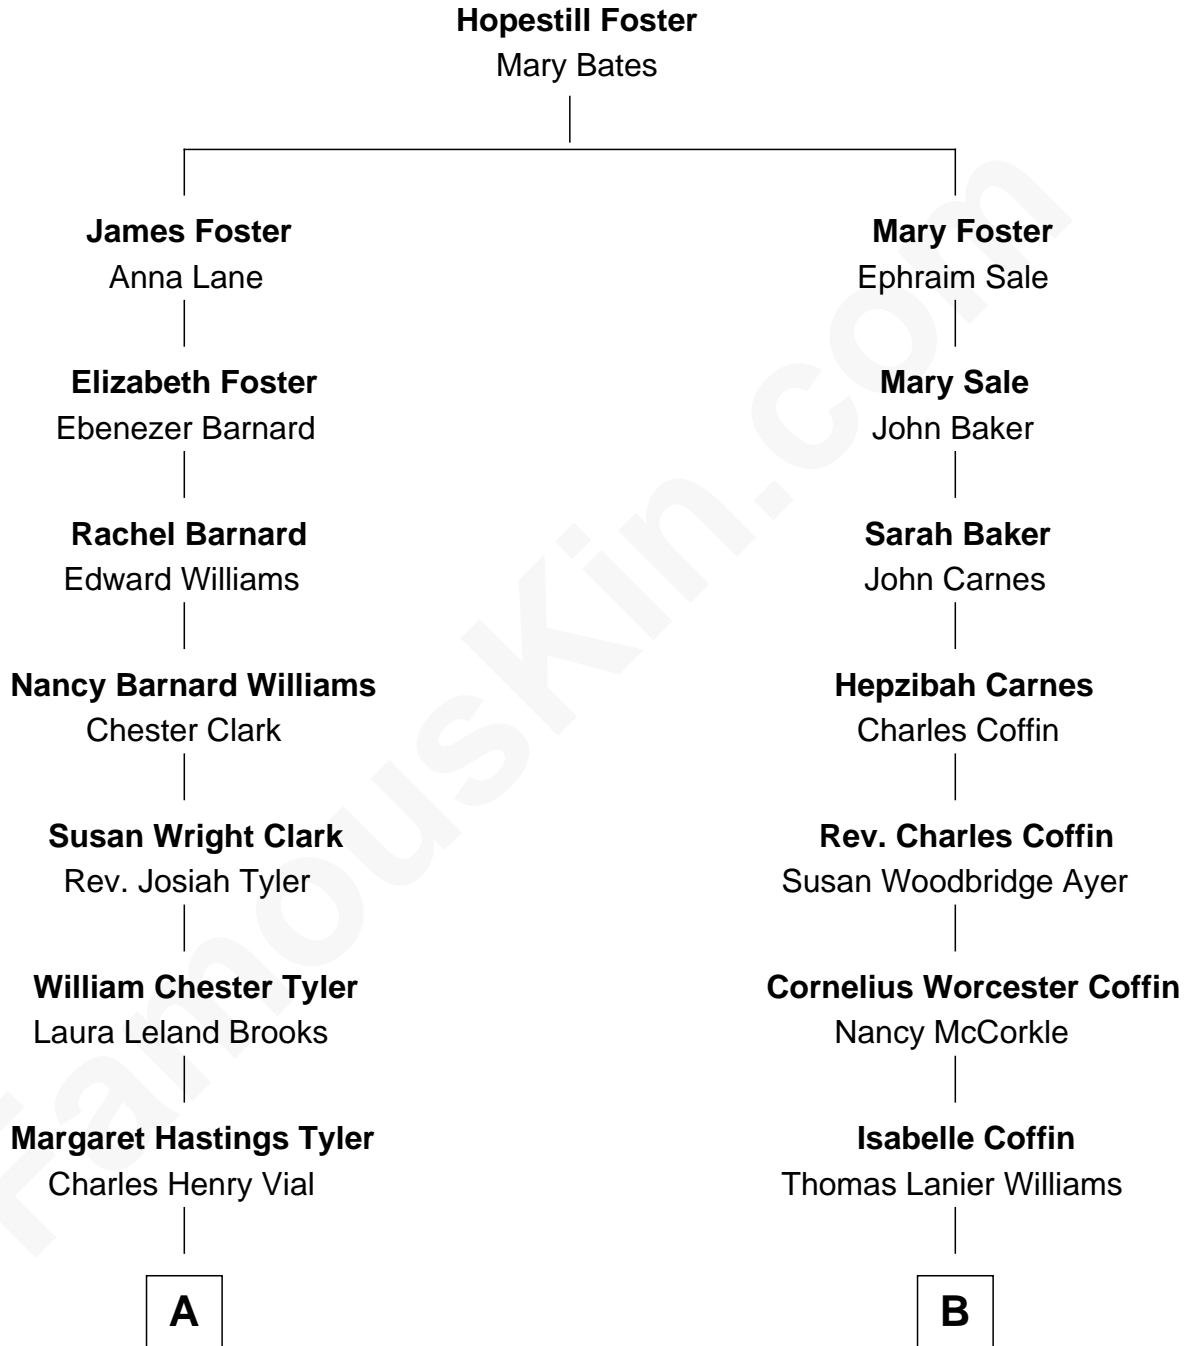 Hopestill Foster
Mary Bates
James Foster
Anna Lane
Mary Foster
Ephraim Sale
Elizabeth Foster
Ebenezer Barnard
Mary Sale
John Baker
Rachel Barnard
Edward Williams
Sarah Baker
John Carnes
Nancy Barnard Williams
Chester Clark
Hepzibah Carnes
Charles Coffin
Susan Wright Clark
Rev. Josiah Tyler
Rev. Charles Coffin
Susan Woodbridge Ayer
William Chester Tyler
Laura Leland Brooks
Cornelius Worcester Coffin
Nancy McCorkle
Margaret Hastings Tyler
Charles Henry Vial
Isabelle Coffin
Thomas Lanier Williams
A
B
FamousKin.com